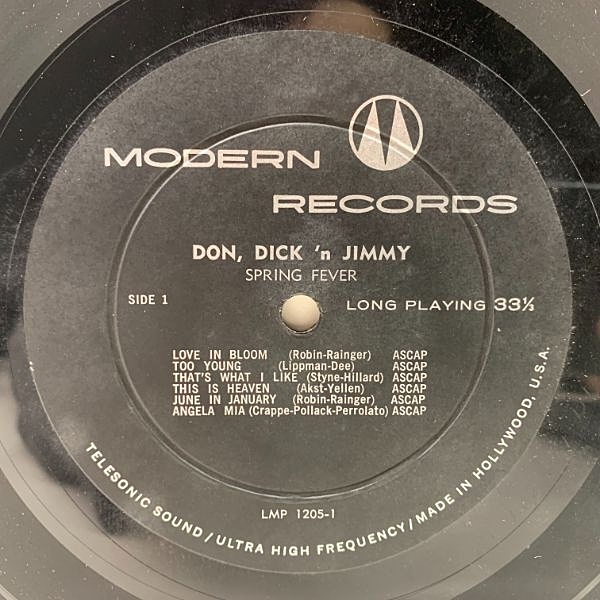 MODERN
RECORDS
DON, DICK 'n JIMMY
SPRING FEVER
SIDE 1
LONG PLAYING 33⅓
LOVE IN BLOOM (Robin-Rainger) ASCAP
TOO YOUNG (Lippman-Dee) ASCAP
THAT'S WHAT I LIKE (Styne-Hillard) ASCAP
THIS IS HEAVEN (Akst-Yellen) ASCAP
JUNE IN JANUARY (Robin-Rainger) ASCAP
ANGELA MIA (Crappe-Pollack-Perrolato) ASCAP
LMP 1205-1
TELESONIC SOUND / ULTRA HIGH FREQUENCY / MADE IN HOLLYWOOD, U.S.A.